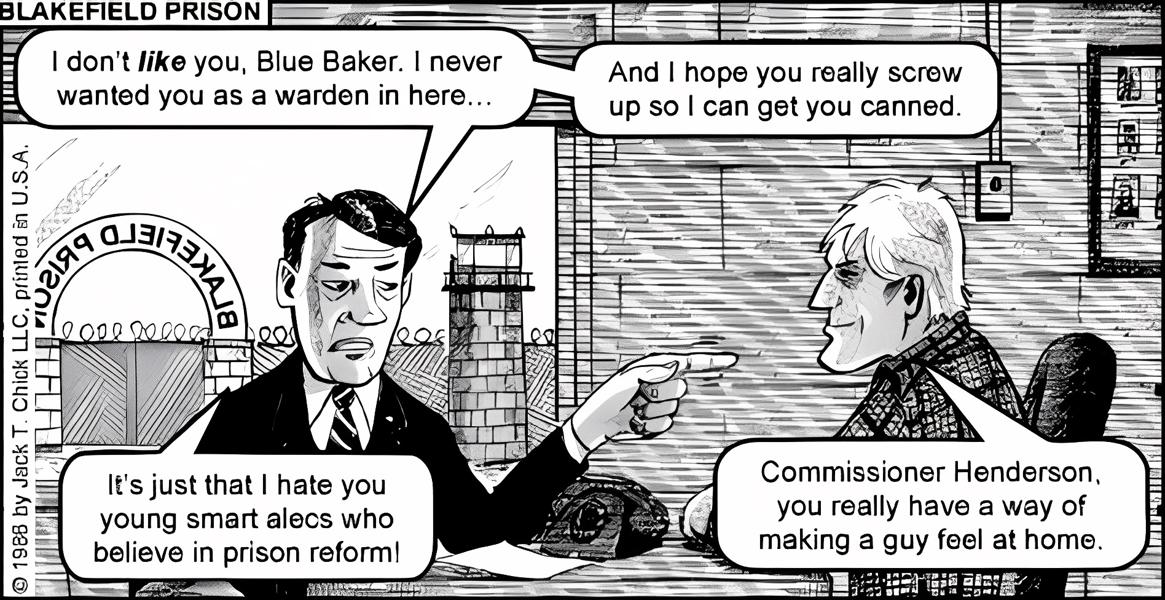 BLAKEFIELD PRISON
I don't like you, Blue Baker. I never
wanted you as a warden in here...
And I hope you really screw
up so I can get you canned.
BLAKEFIELD PRISON
It's just that I hate you
young smart alecs who
believe in prison reform!
Commissioner Henderson,
you really have a way of
making a guy feel at home.
© 1988 by Jack T. Chick LLC, printed in U.S.A.